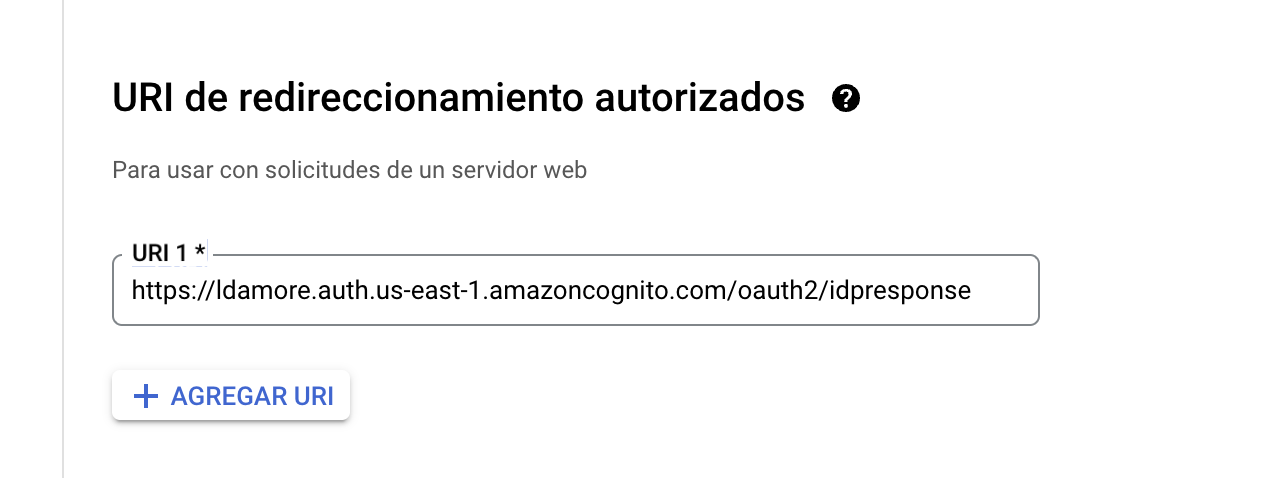 URI de redireccionamiento autorizados ?
Para usar con solicitudes de un servidor web
URI 1 *
https://ldamore.auth.us-east-1.amazoncognito.com/oauth2/idpresponse
+ AGREGAR URI